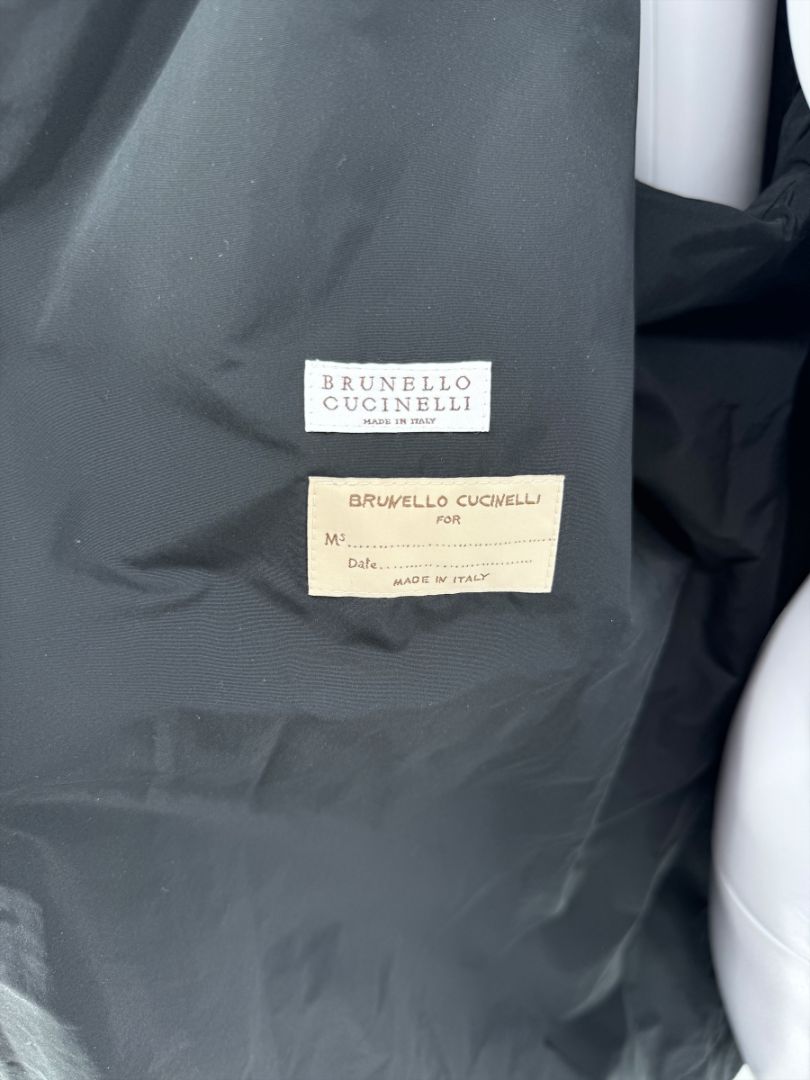 BRUNELLO
CUCINELLI
MADE IN ITALY
BRUNELLO CUCINELLI
FOR
Ms.......................................
Date..............................
MADE IN ITALY